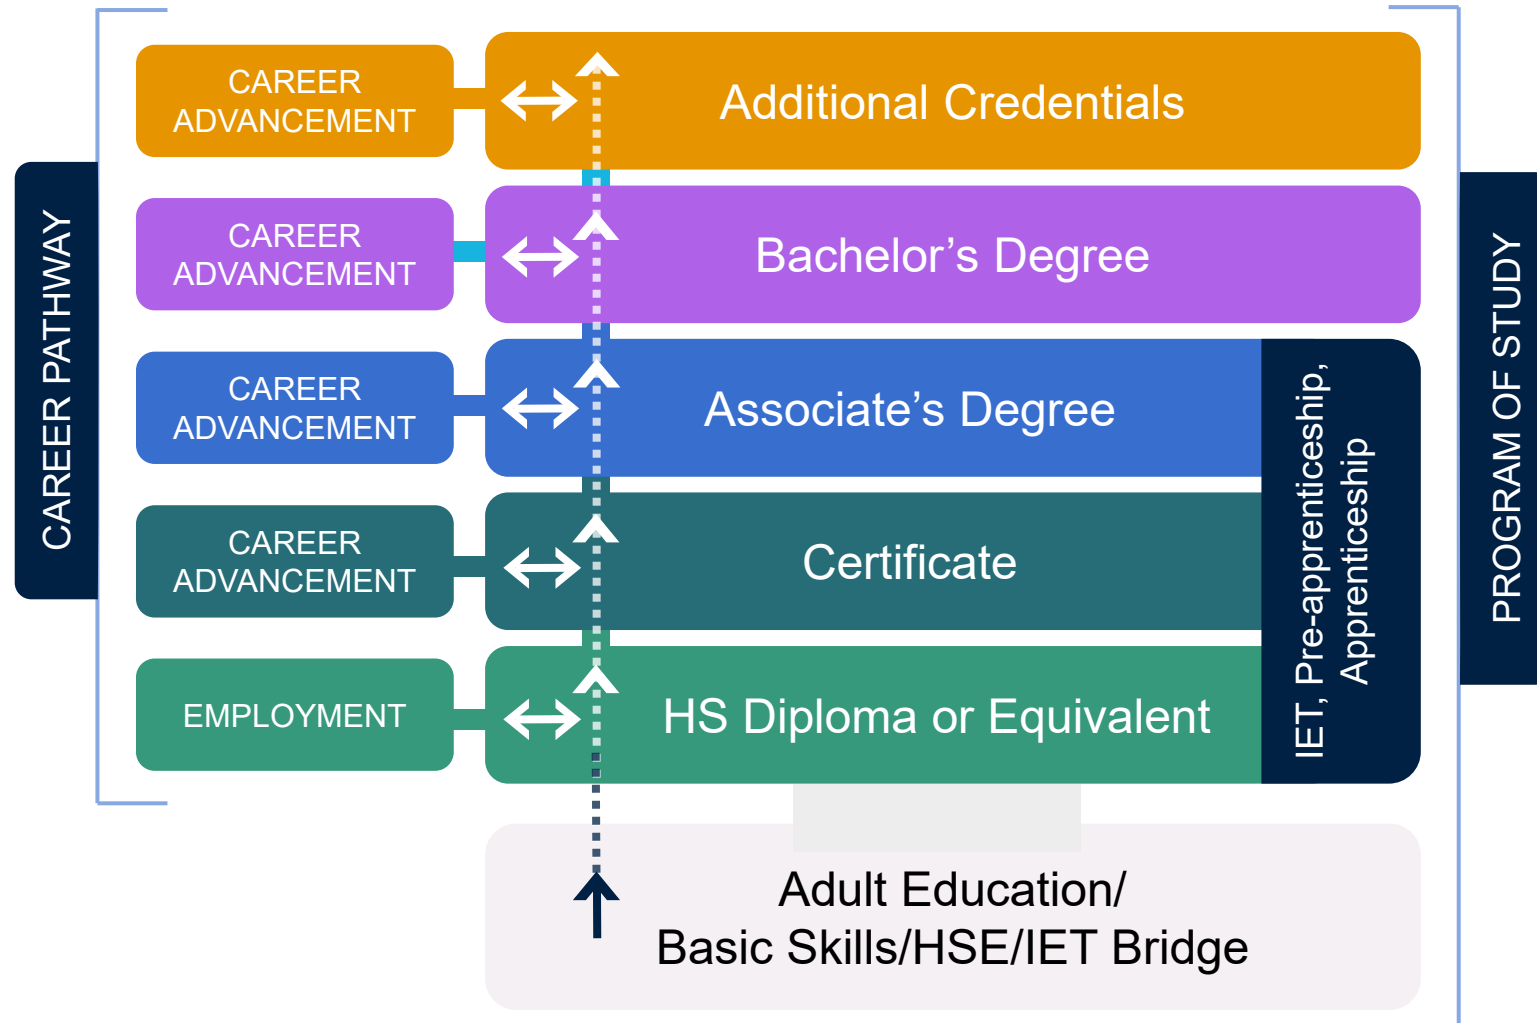 CAREER PATHWAY
CAREER
ADVANCEMENT
Additional Credentials
CAREER
ADVANCEMENT
Bachelor’s Degree
CAREER
ADVANCEMENT
Associate’s Degree
CAREER
ADVANCEMENT
Certificate
EMPLOYMENT
HS Diploma or Equivalent
IET, Pre-apprenticeship,
Apprenticeship
PROGRAM OF STUDY
Adult Education/
Basic Skills/HSE/IET Bridge